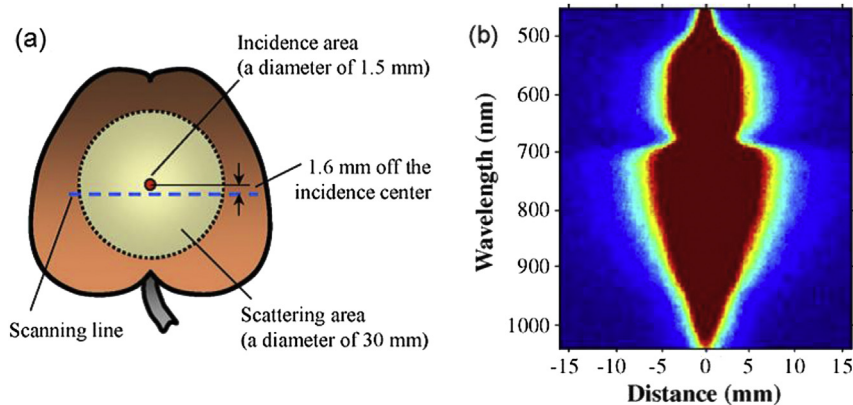 (a)
Incidence area
(a diameter of 1.5 mm)
1.6 mm off the
incidence center
Scanning line
Scattering area
(a diameter of 30 mm)
(b)
Wavelength (nm)
500
600
700
800
900
1000
-15 -10 -5 0 5 10 15
Distance (mm)